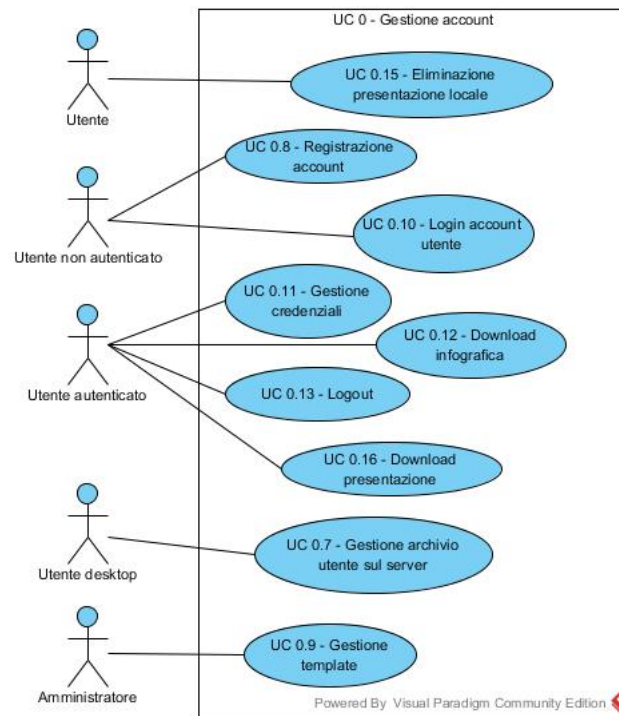 UC 0 - Gestione account
UC 0.15 - Eliminazione
presentazione locale
Utente
UC 0.8 - Registrazione
account
UC 0.10 - Login account
utente
Utente non autenticato
UC 0.11 - Gestione
credenziali
UC 0.12 - Download
infografica
UC 0.13 - Logout
Utente autenticato
UC 0.16 - Download
presentazione
UC 0.7 - Gestione archivio
utente sul server
Utente desktop
UC 0.9 - Gestione
template
Amministratore
Powered By Visual Paradigm Community Edition